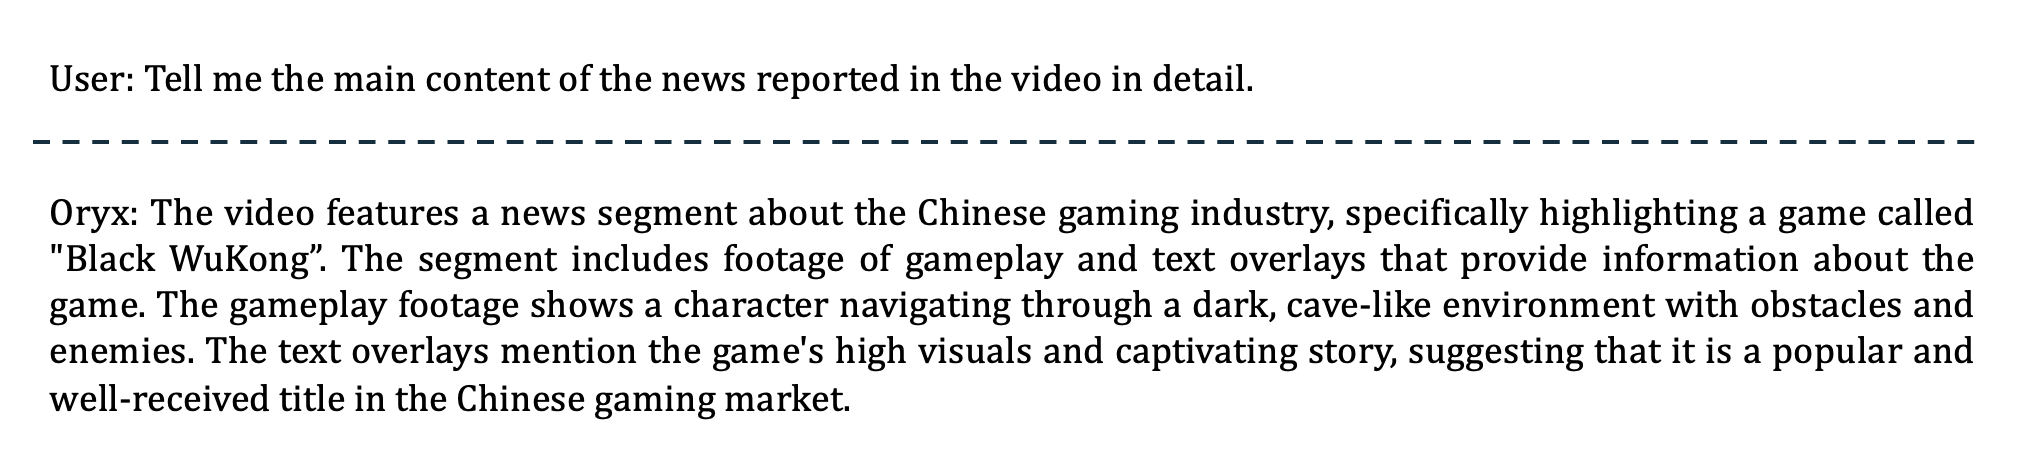 User: Tell me the main content of the news reported in the video in detail.
Oryx: The video features a news segment about the Chinese gaming industry, specifically highlighting a game called
"Black WuKong”. The segment includes footage of gameplay and text overlays that provide information about the
game. The gameplay footage shows a character navigating through a dark, cave-like environment with obstacles and
enemies. The text overlays mention the game's high visuals and captivating story, suggesting that it is a popular and
well-received title in the Chinese gaming market.